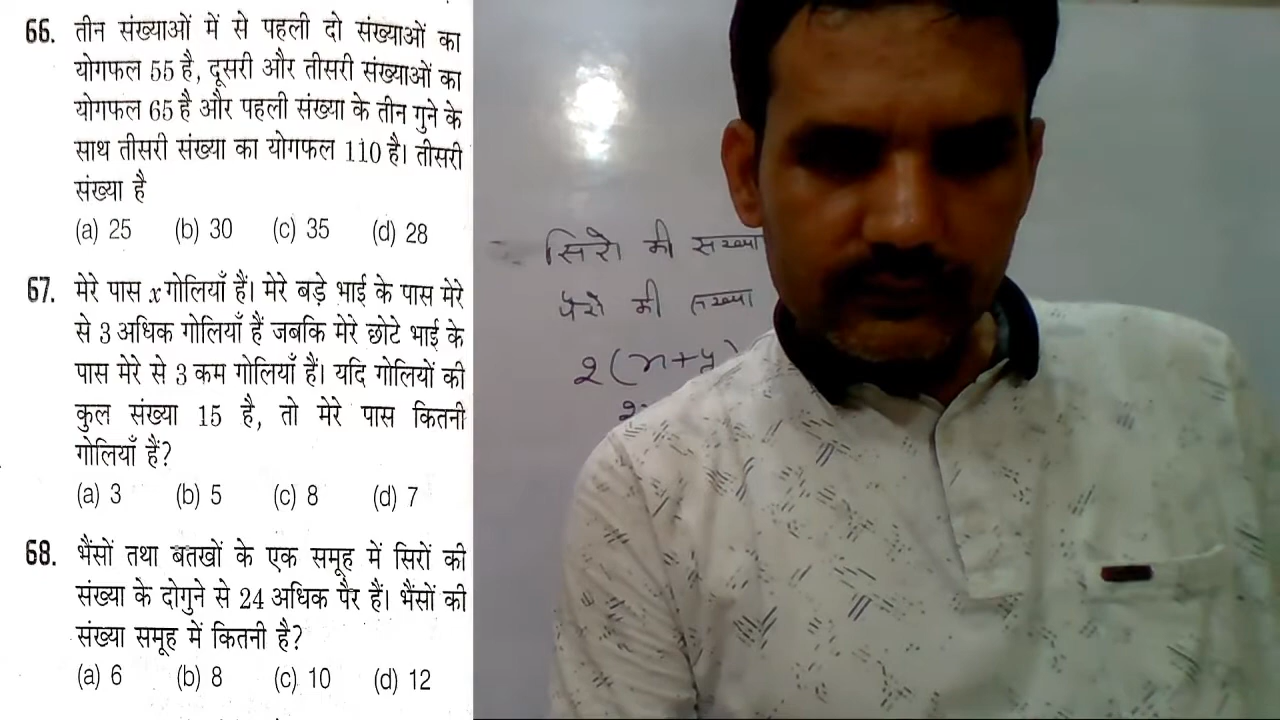 66. तीन संख्याओं में से पहली दो संख्याओं का
योगफल 55 है, दूसरी और तीसरी संख्याओं का
योगफल 65 है और पहली संख्या के तीन गुने के
साथ तीसरी संख्या का योगफल 110 है। तीसरी
संख्या है
(a) 25 (b) 30 (c) 35 (d) 28
67. मेरे पास x गोलियाँ हैं। मेरे बड़े भाई के पास मेरे
से 3 अधिक गोलियाँ हैं जबकि मेरे छोटे भाई के
पास मेरे से 3 कम गोलियाँ हैं। यदि गोलियों की
कुल संख्या 15 है, तो मेरे पास कितनी
गोलियाँ हैं?
(a) 3 (b) 5 (c) 8 (d) 7
68. भैंसों तथा बतखों के एक समूह में सिरों की
संख्या के दोगुने से 24 अधिक पैर हैं। भैंसों की
संख्या समूह में कितनी है?
(a) 6 (b) 8 (c) 10 (d) 12
सिरो की संख्या
पैरो की संख्या
2(x+y)